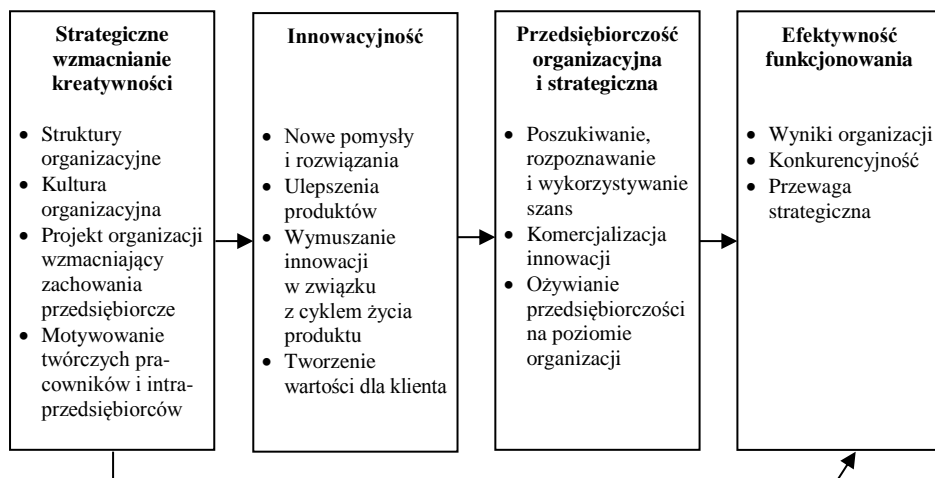 Strategiczne
wzmacnianie
kreatywności
• Struktury
organizacyjne
• Kultura
organizacyjna
• Projekt organizacji
wzmacniający
zachowania
przedsiębiorcze
• Motywowanie
twórczych pra-
cowników i intra-
przedsiębiorców
Innowacyjność
• Nowe pomysły
i rozwiązania
• Ulepszenia
produktów
• Wymuszanie
innowacji
w związku
z cyklem życia
produktu
• Tworzenie
wartości dla klienta
Przedsiębiorczość
organizacyjna
i strategiczna
• Poszukiwanie,
rozpoznawanie
i wykorzystywanie
szans
• Komercjalizacja
innowacji
• Ożywianie
przedsiębiorczości
na poziomie
organizacji
Efektywność
funkcjonowania
• Wyniki organizacji
• Konkurencyjność
• Przewaga
strategiczna